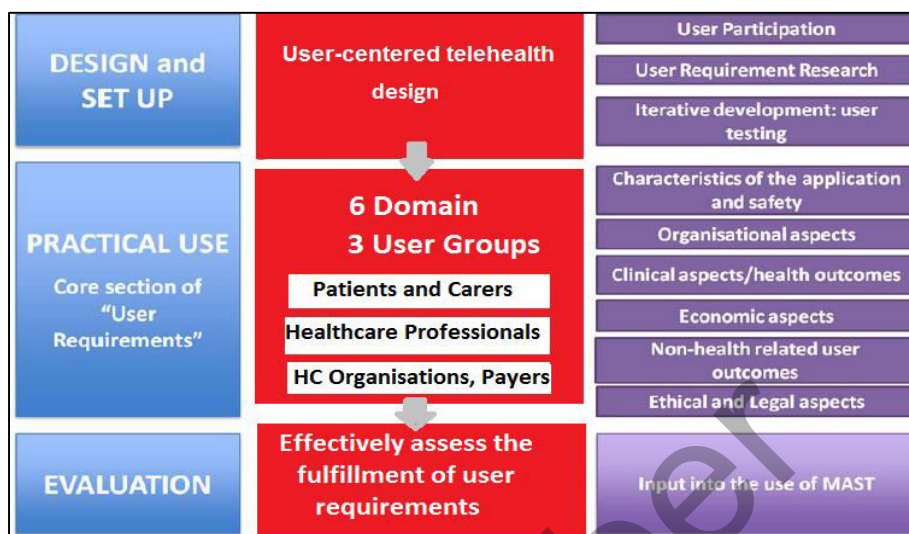 DESIGN and
SET UP
User-centered telehealth
design
User Participation
User Requirement Research
Iterative development: user
testing
PRACTICAL USE
Core section of
“User
Requirements”
6 Domain
3 User Groups
Patients and Carers
Healthcare Professionals
HC Organisations, Payers
Characteristics of the application
and safety
Organisational aspects
Clinical aspects/health outcomes
Economic aspects
Non-health related user
outcomes
Ethical and Legal aspects
EVALUATION
Effectively assess the
fulfillment of user
requirements
Input into the use of MAST